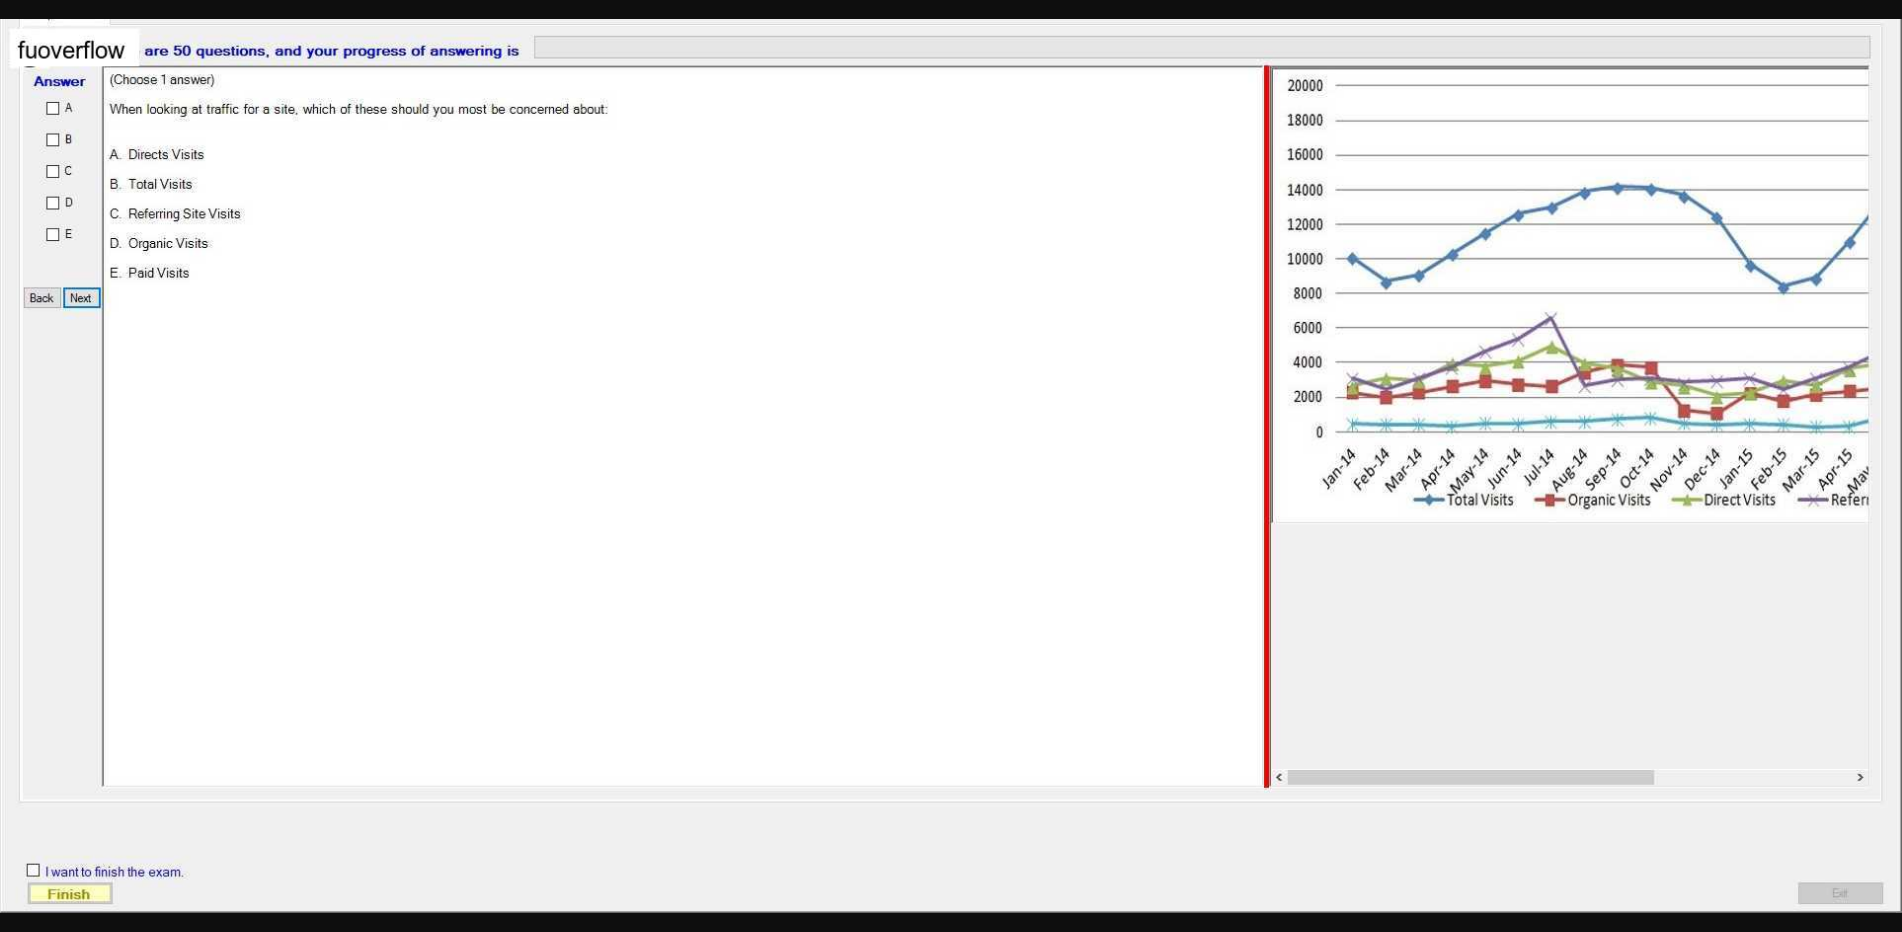 fuoverflow are 50 questions, and your progress of answering is
Answer
A
B
C
D
E
Back Next
(Choose 1 answer)
When looking at traffic for a site, which of these should you most be concerned about:
A. Directs Visits
B. Total Visits
C. Referring Site Visits
D. Organic Visits
E. Paid Visits
20000
18000
16000
14000
12000
10000
8000
6000
4000
2000
0
Jan-14 Feb-14 Mar-14 Apr-14 May-14 Jun-14 Jul-14 Aug-14 Sep-14 Oct-14 Nov-14 Dec-14 Jan-15 Feb-15 Mar-15 Apr-15
Total Visits Organic Visits Direct Visits
I want to finish the exam.
Finish
Exit